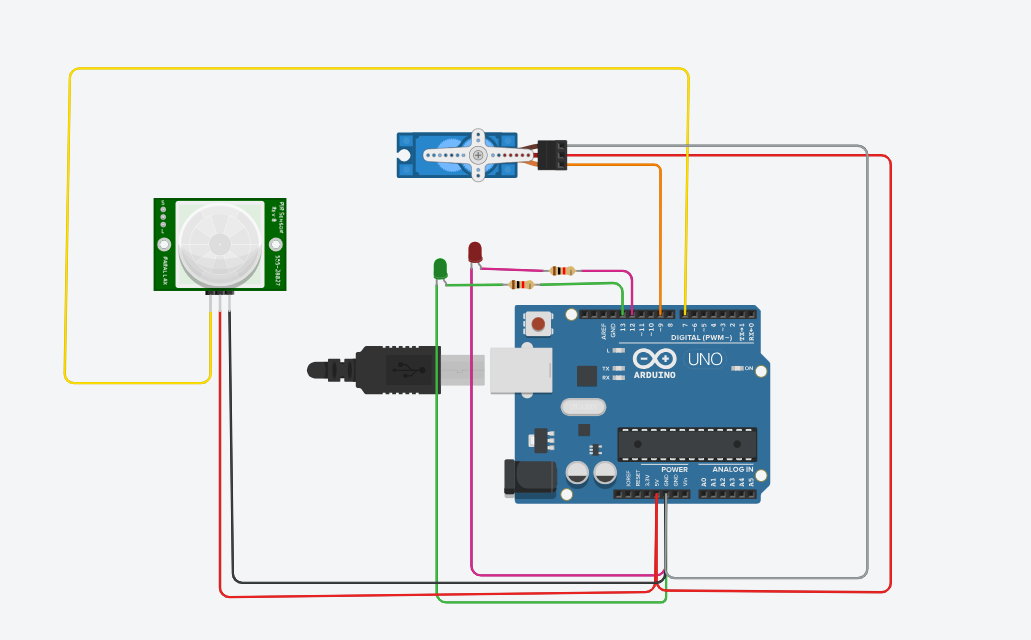 PIR Sensor
Rev B
555-28027
PARALLAX
AREF
GND
13
12
~11
~10
~9
8
7
~6
~5
4
~3
2
TX→1
RX←0
DIGITAL (PWM~)
L
TX
RX
ARDUINO
UNO
ON
POWER
ANALOG IN
IOREF
RESET
3.3V
5V
GND
GND
Vin
A0
A1
A2
A3
A4
A5